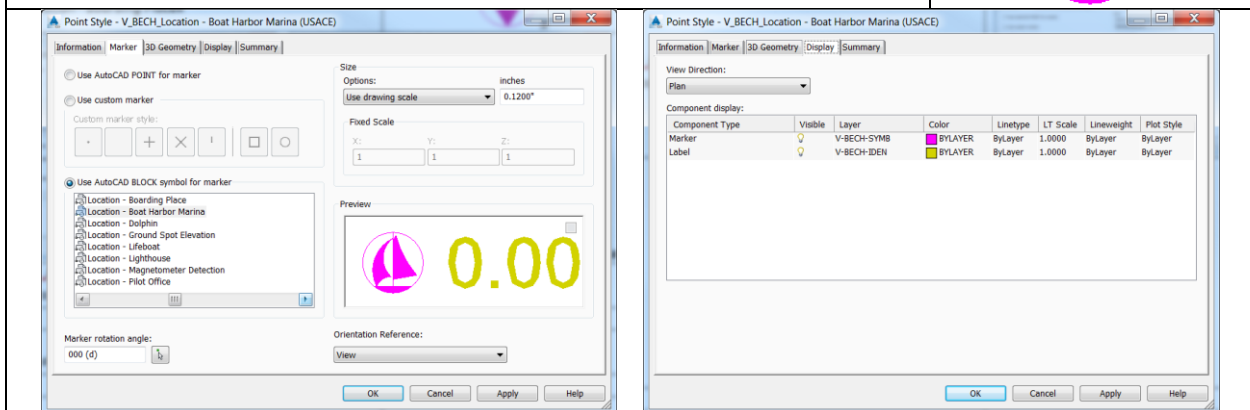 Point Style - V_BECH_Location - Boat Harbor Marina (USACE)
Information Marker 3D Geometry Display Summary
Use AutoCAD POINT for marker
Use custom marker
Custom marker style:
Use AutoCAD BLOCK symbol for marker
Location - Boarding Place
Location - Boat Harbor Marina
Location - Dolphin
Location - Ground Spot Elevation
Location - Lifeboat
Location - Lighthouse
Location - Magnetometer Detection
Location - Pilot Office
Marker rotation angle:
000 (d)
Size
Options: inches
Use drawing scale 0.1200"
Fixed Scale
X: Y: Z:
1 1 1
Preview
0.00
Orientation Reference:
View
OK Cancel Apply Help
Point Style - V_BECH_Location - Boat Harbor Marina (USACE)
Information Marker 3D Geometry Display Summary
View Direction:
Plan
Component display:
Component Type Visible Layer Color Linetype LT Scale Lineweight Plot Style
Marker V-BECH-SYMB BYLAYER ByLayer 1.0000 ByLayer ByLayer
Label V-BECH-IDEN BYLAYER ByLayer 1.0000 ByLayer ByLayer
OK Cancel Apply Help